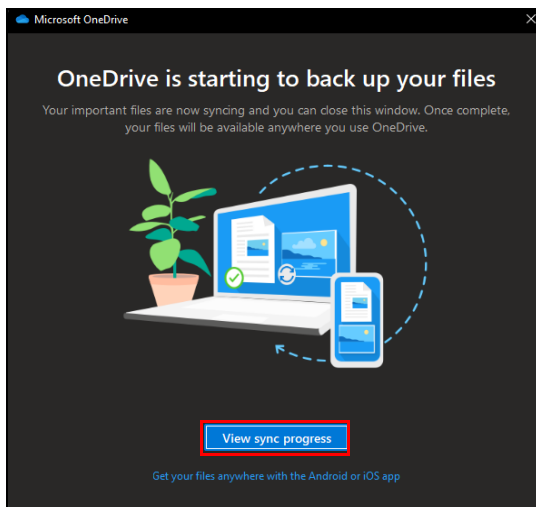 Microsoft OneDrive
OneDrive is starting to back up your files
Your important files are now syncing and you can close this window. Once complete,
your files will be available anywhere you use OneDrive.
View sync progress
Get your files anywhere with the Android or iOS app